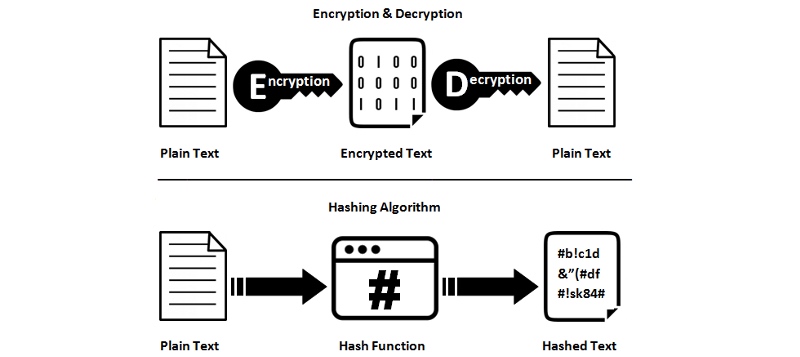 Encryption & Decryption
Encryption
0 1 0 0
0 0 0 0
1 0 1 1
Decryption
Plain Text
Encrypted Text
Plain Text
Hashing Algorithm
#
#b!c1d
&”(#df
#!sk84#
Plain Text
Hash Function
Hashed Text